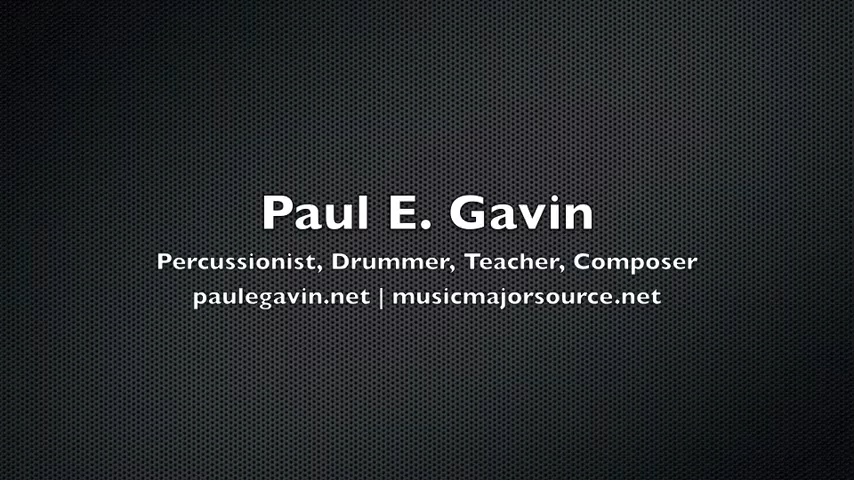 Paul E. Gavin
Percussionist, Drummer, Teacher, Composer
paulegavin.net | musicmajorsource.net